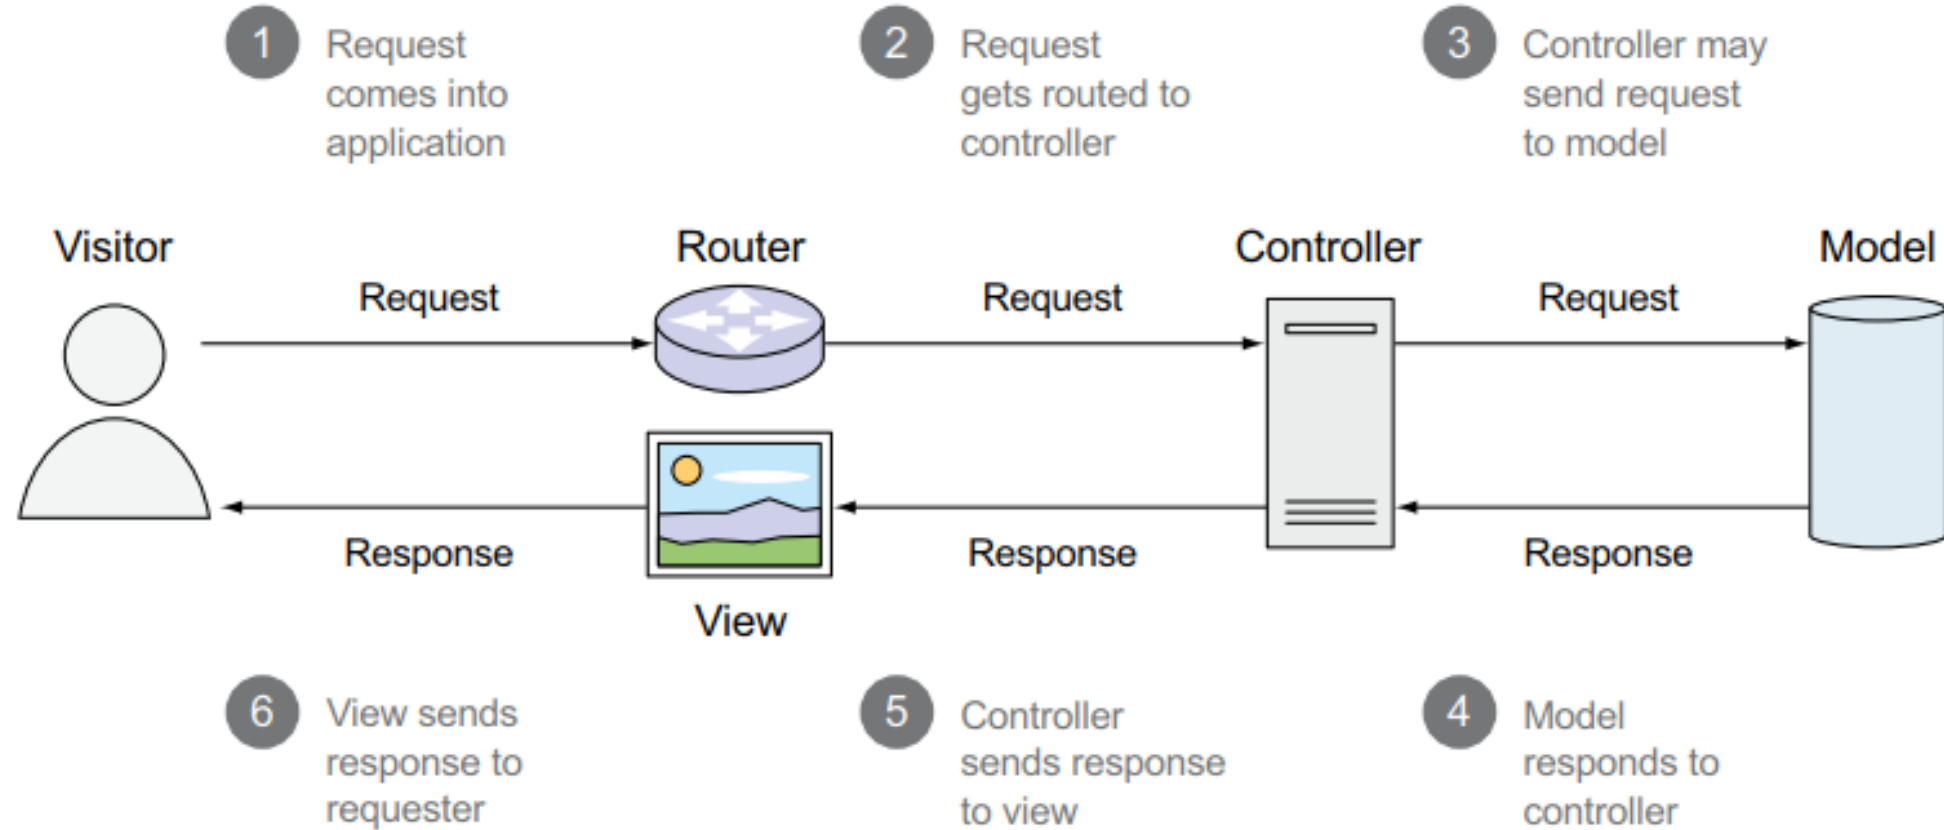 1
Request
comes into
application
2
Request
gets routed to
controller
3
Controller may
send request
to model
Visitor
Router
Controller
Model
Request
Request
Request
Response
Response
Response
View
6
View sends
response to
requester
5
Controller
sends response
to view
4
Model
responds to
controller